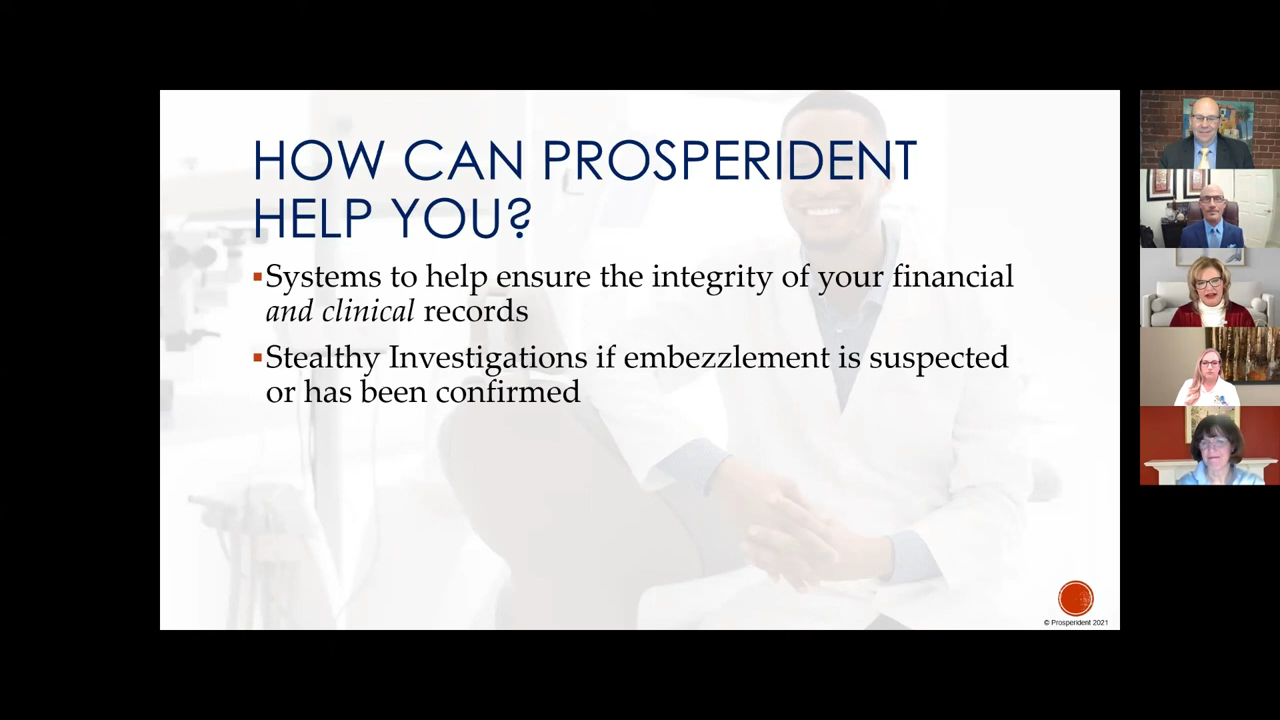 HOW CAN PROSPERIDENT
HELP YOU?
▪Systems to help ensure the integrity of your financial
and clinical records
▪Stealthy Investigations if embezzlement is suspected
or has been confirmed
© Prosperident 2021